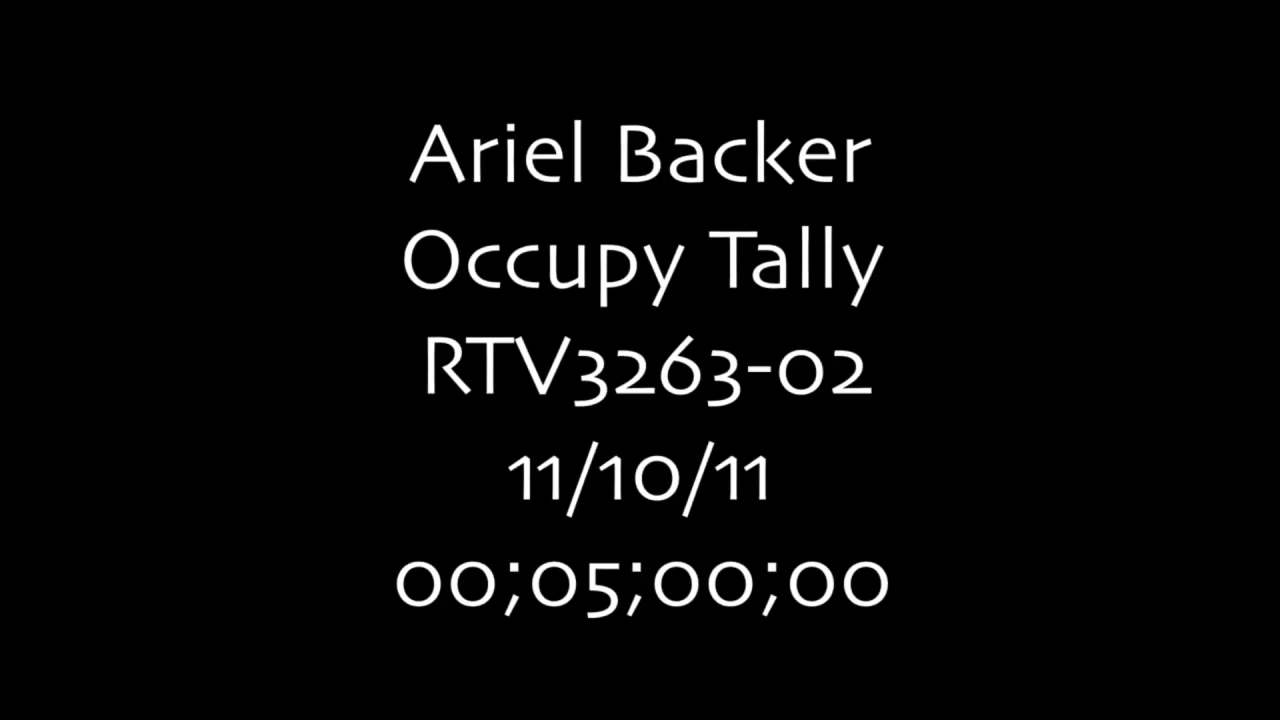 Ariel Backer
Occupy Tally
RTV3263-02
11/10/11
00;05;00;00